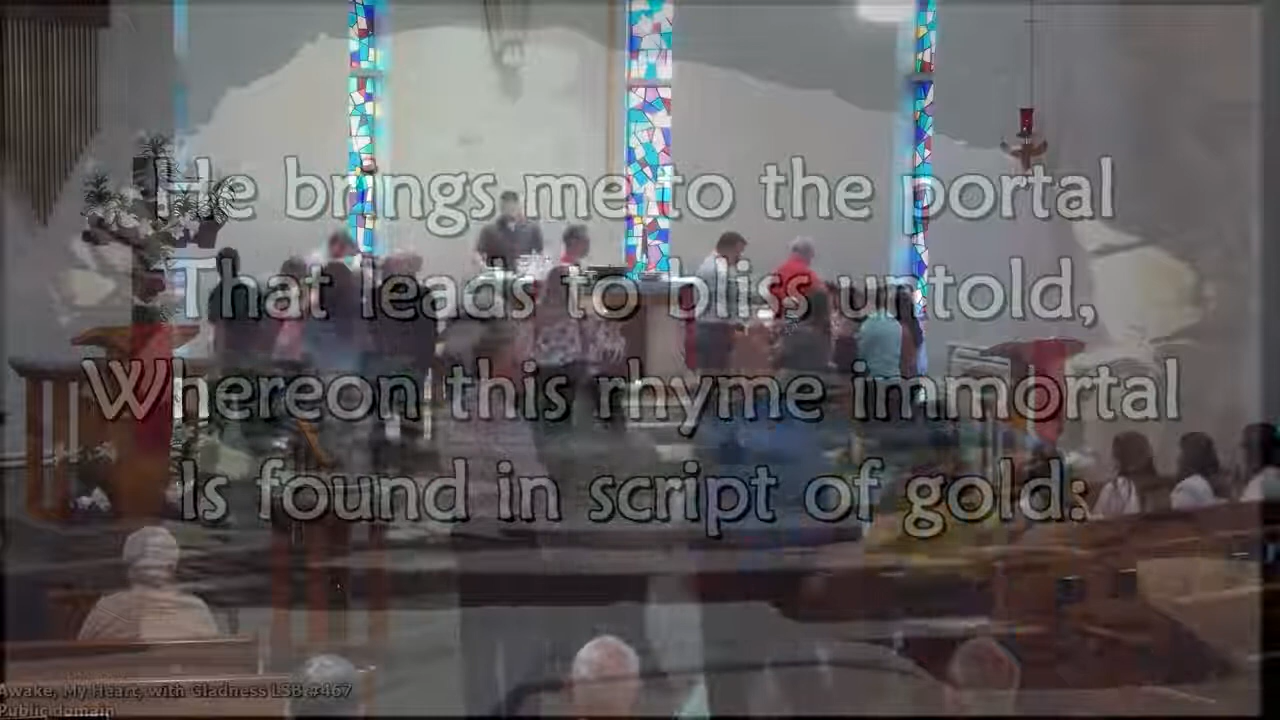 He brings me to the portal
That leads to bliss untold,
Whereon this rhyme immortal
Is found in script of gold:
Awake, My Heart, with Gladness LSB #467
Public domain